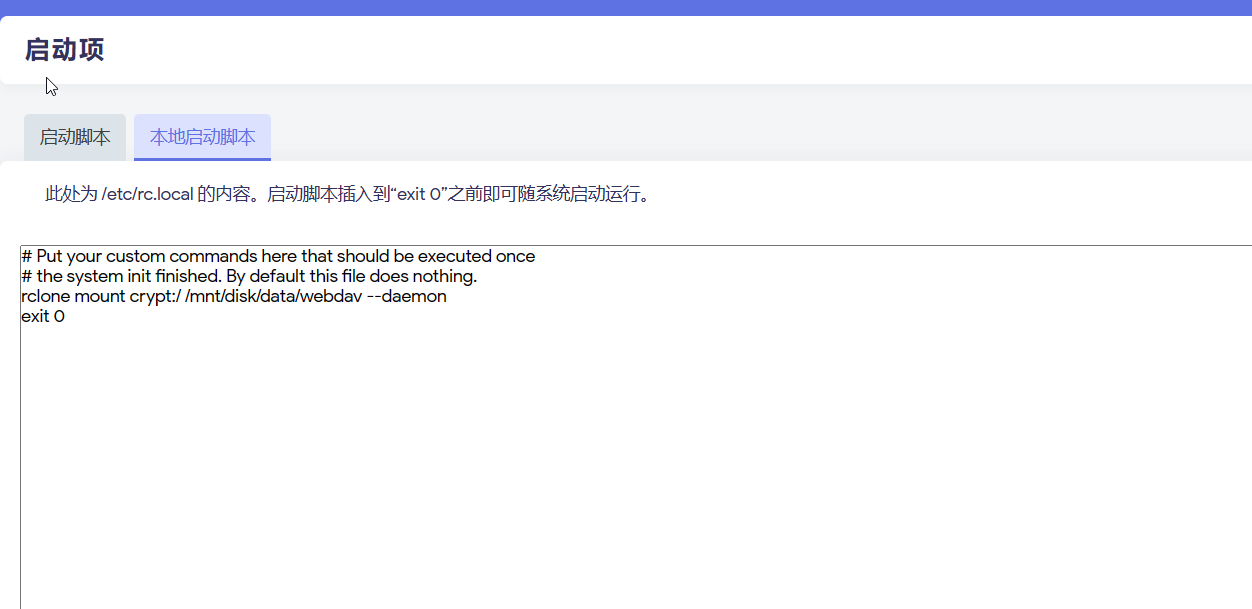 启动项
启动脚本 本地启动脚本
此处为 /etc/rc.local 的内容。启动脚本插入到“exit 0”之前即可随系统启动运行。
# Put your custom commands here that should be executed once
# the system init finished. By default this file does nothing.
rclone mount crypt:/ /mnt/disk/data/webdav --daemon
exit 0